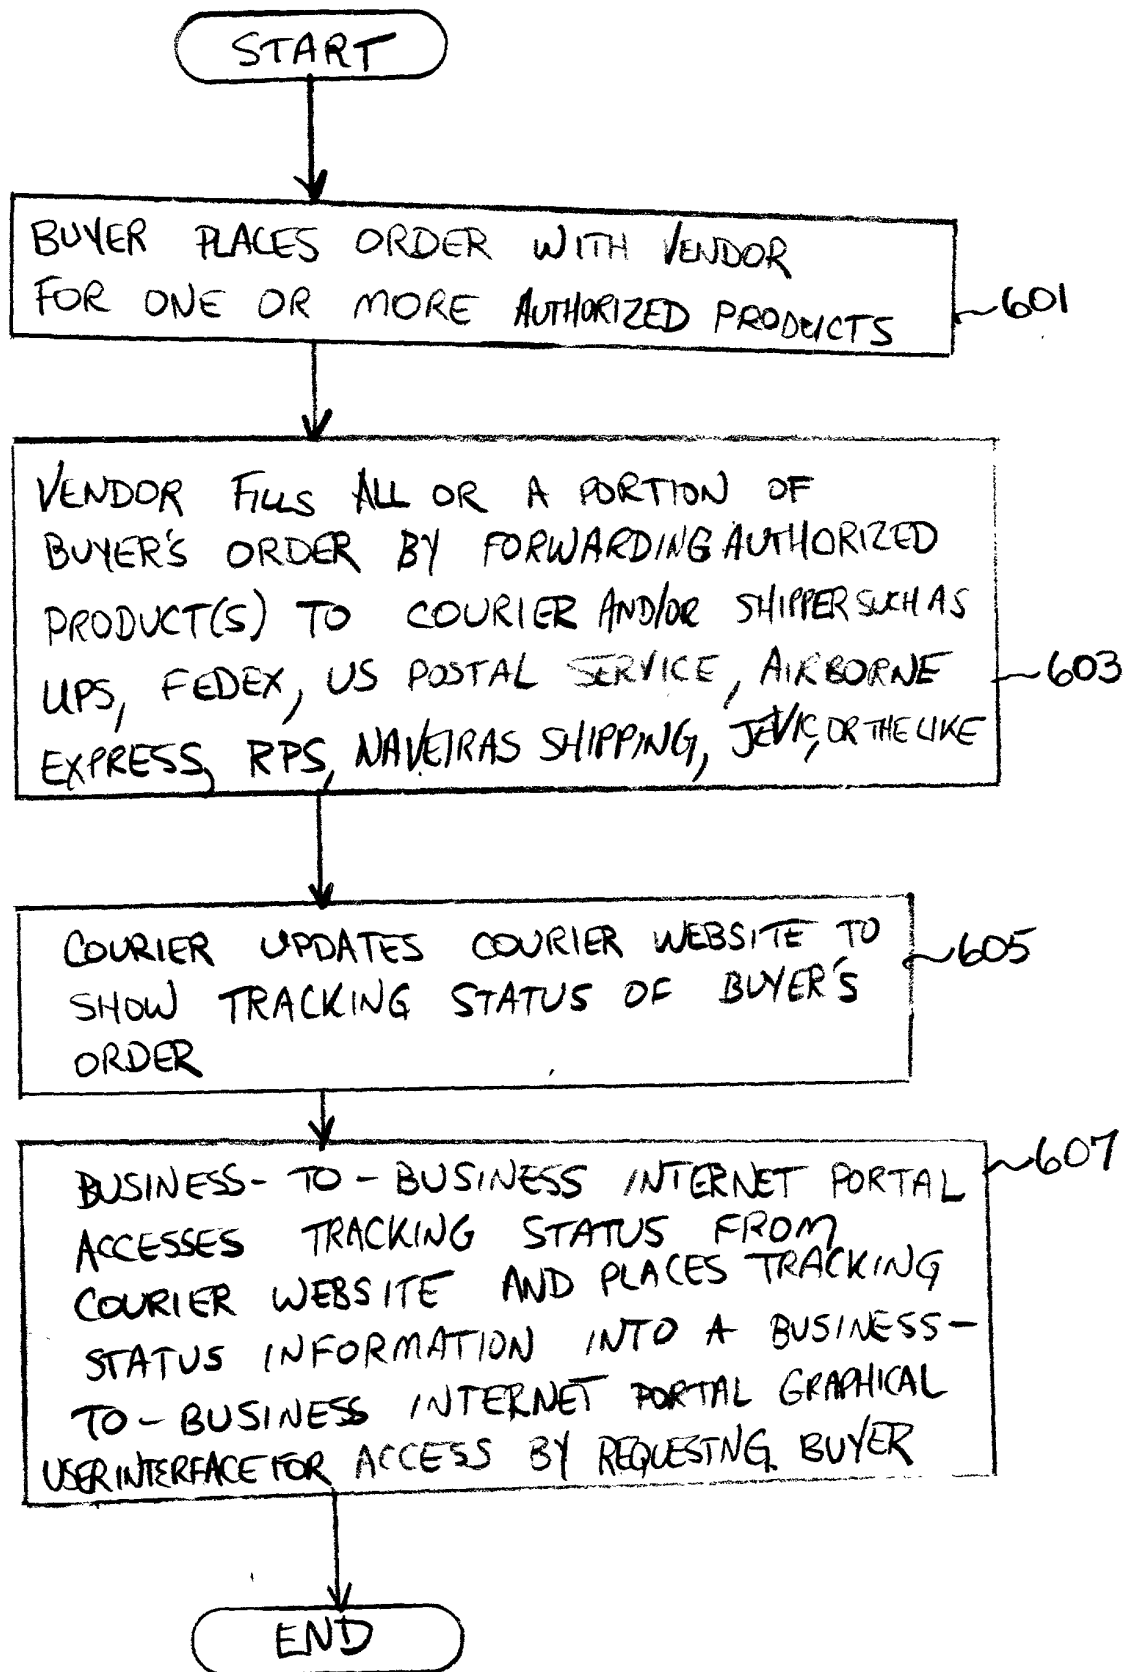 START
BUYER PLACES ORDER WITH VENDOR
FOR ONE OR MORE AUTHORIZED PRODUCTS
601
VENDOR FILLS ALL OR A PORTION OF
BUYER'S ORDER BY FORWARDING AUTHORIZED
PRODUCT(S) TO COURIER AND/OR SHIPPER SUCH AS
UPS, FEDEX, US POSTAL SERVICE, AIRBORNE
EXPRESS, RPS, NAVEIRAS SHIPPING, JEVIC, OR THE LIKE
603
COURIER UPDATES COURIER WEBSITE TO
SHOW TRACKING STATUS OF BUYER'S
ORDER
605
BUSINESS-TO-BUSINESS INTERNET PORTAL
ACCESSES TRACKING STATUS FROM
COURIER WEBSITE AND PLACES TRACKING
STATUS INFORMATION INTO A BUSINESS-
TO-BUSINESS INTERNET PORTAL GRAPHICAL
USER INTERFACE FOR ACCESS BY REQUESTNG BUYER
607
END